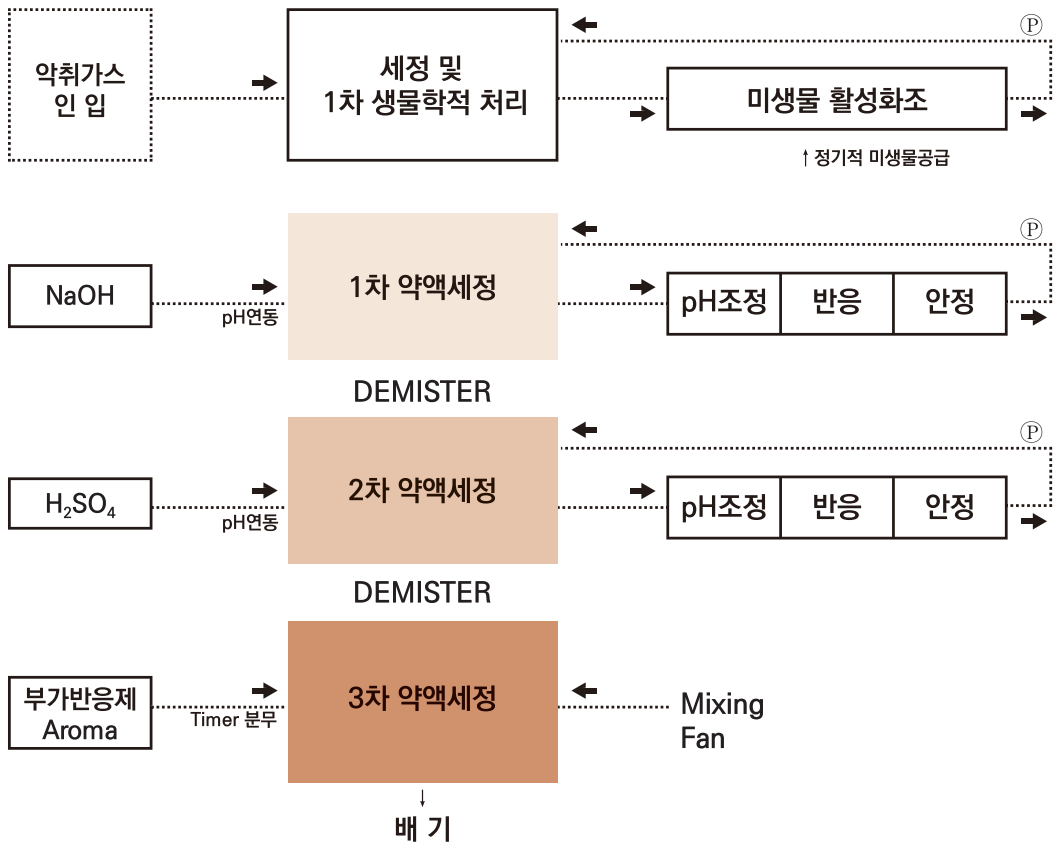 Ⓟ
악취가스
인 입
세정 및
1차 생물학적 처리
미생물 활성화조
↑ 정기적 미생물공급
Ⓟ
NaOH
pH연동
1차 약액세정
pH조정
반응
안정
DEMISTER
Ⓟ
H₂SO₄
pH연동
2차 약액세정
pH조정
반응
안정
DEMISTER
부가반응제
Aroma
Timer 분무
3차 약액세정
Mixing
Fan
↓
배 기